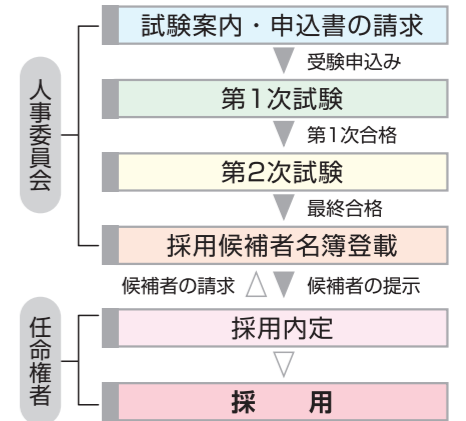 試験案内・申込書の請求
受験申込み
人事委員会
第1次試験
第1次合格
第2次試験
最終合格
採用候補者名簿登載
候補者の請求 候補者の提示
任命権者
採用内定
採 用